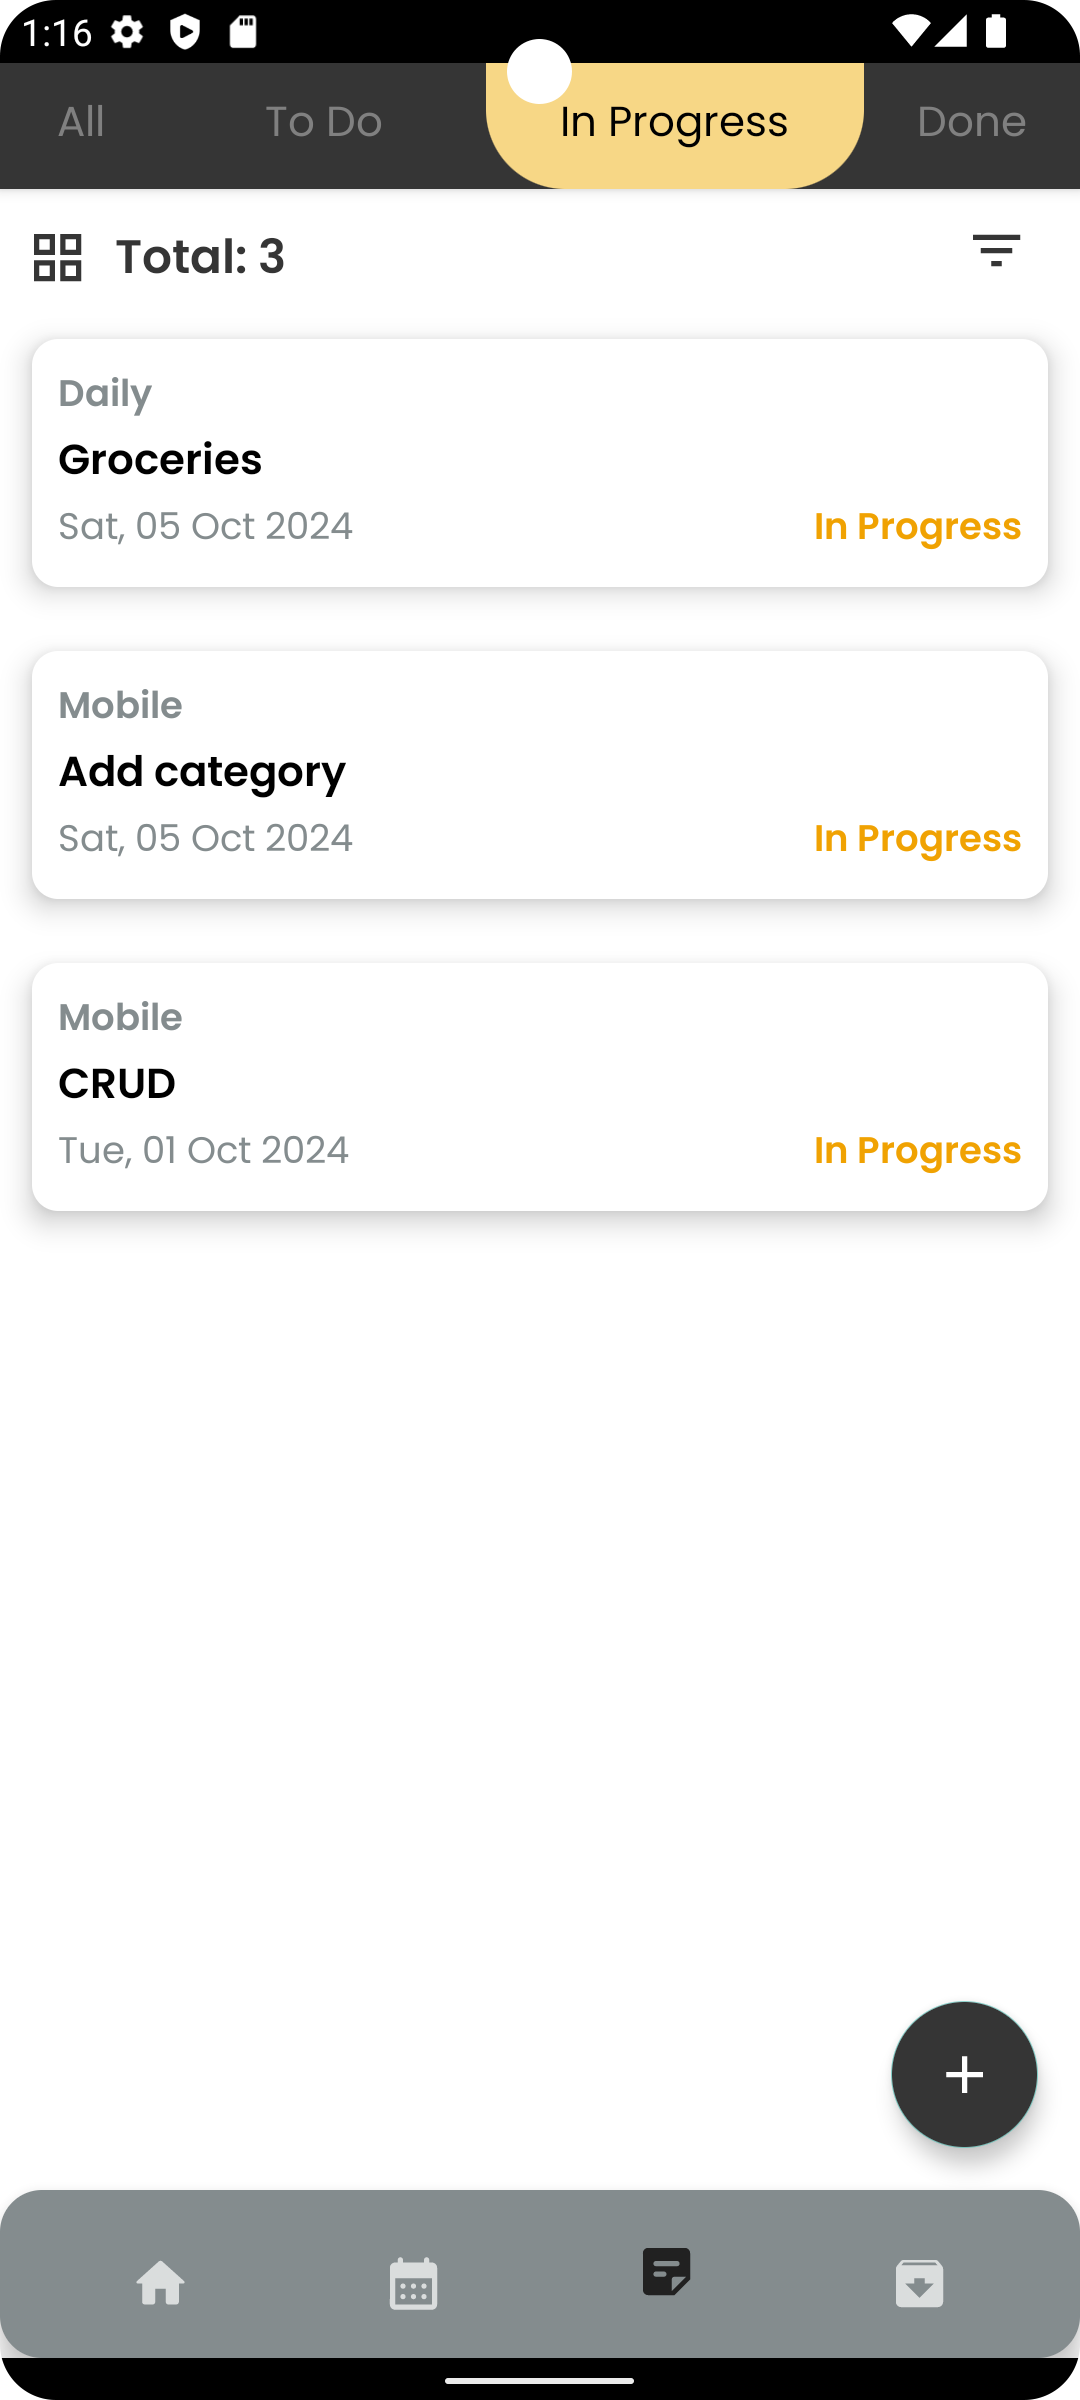 1:16
All
To Do
In Progress
Done
Total: 3
Daily
Groceries
Sat, 05 Oct 2024
In Progress
Mobile
Add category
Sat, 05 Oct 2024
In Progress
Mobile
CRUD
Tue, 01 Oct 2024
In Progress